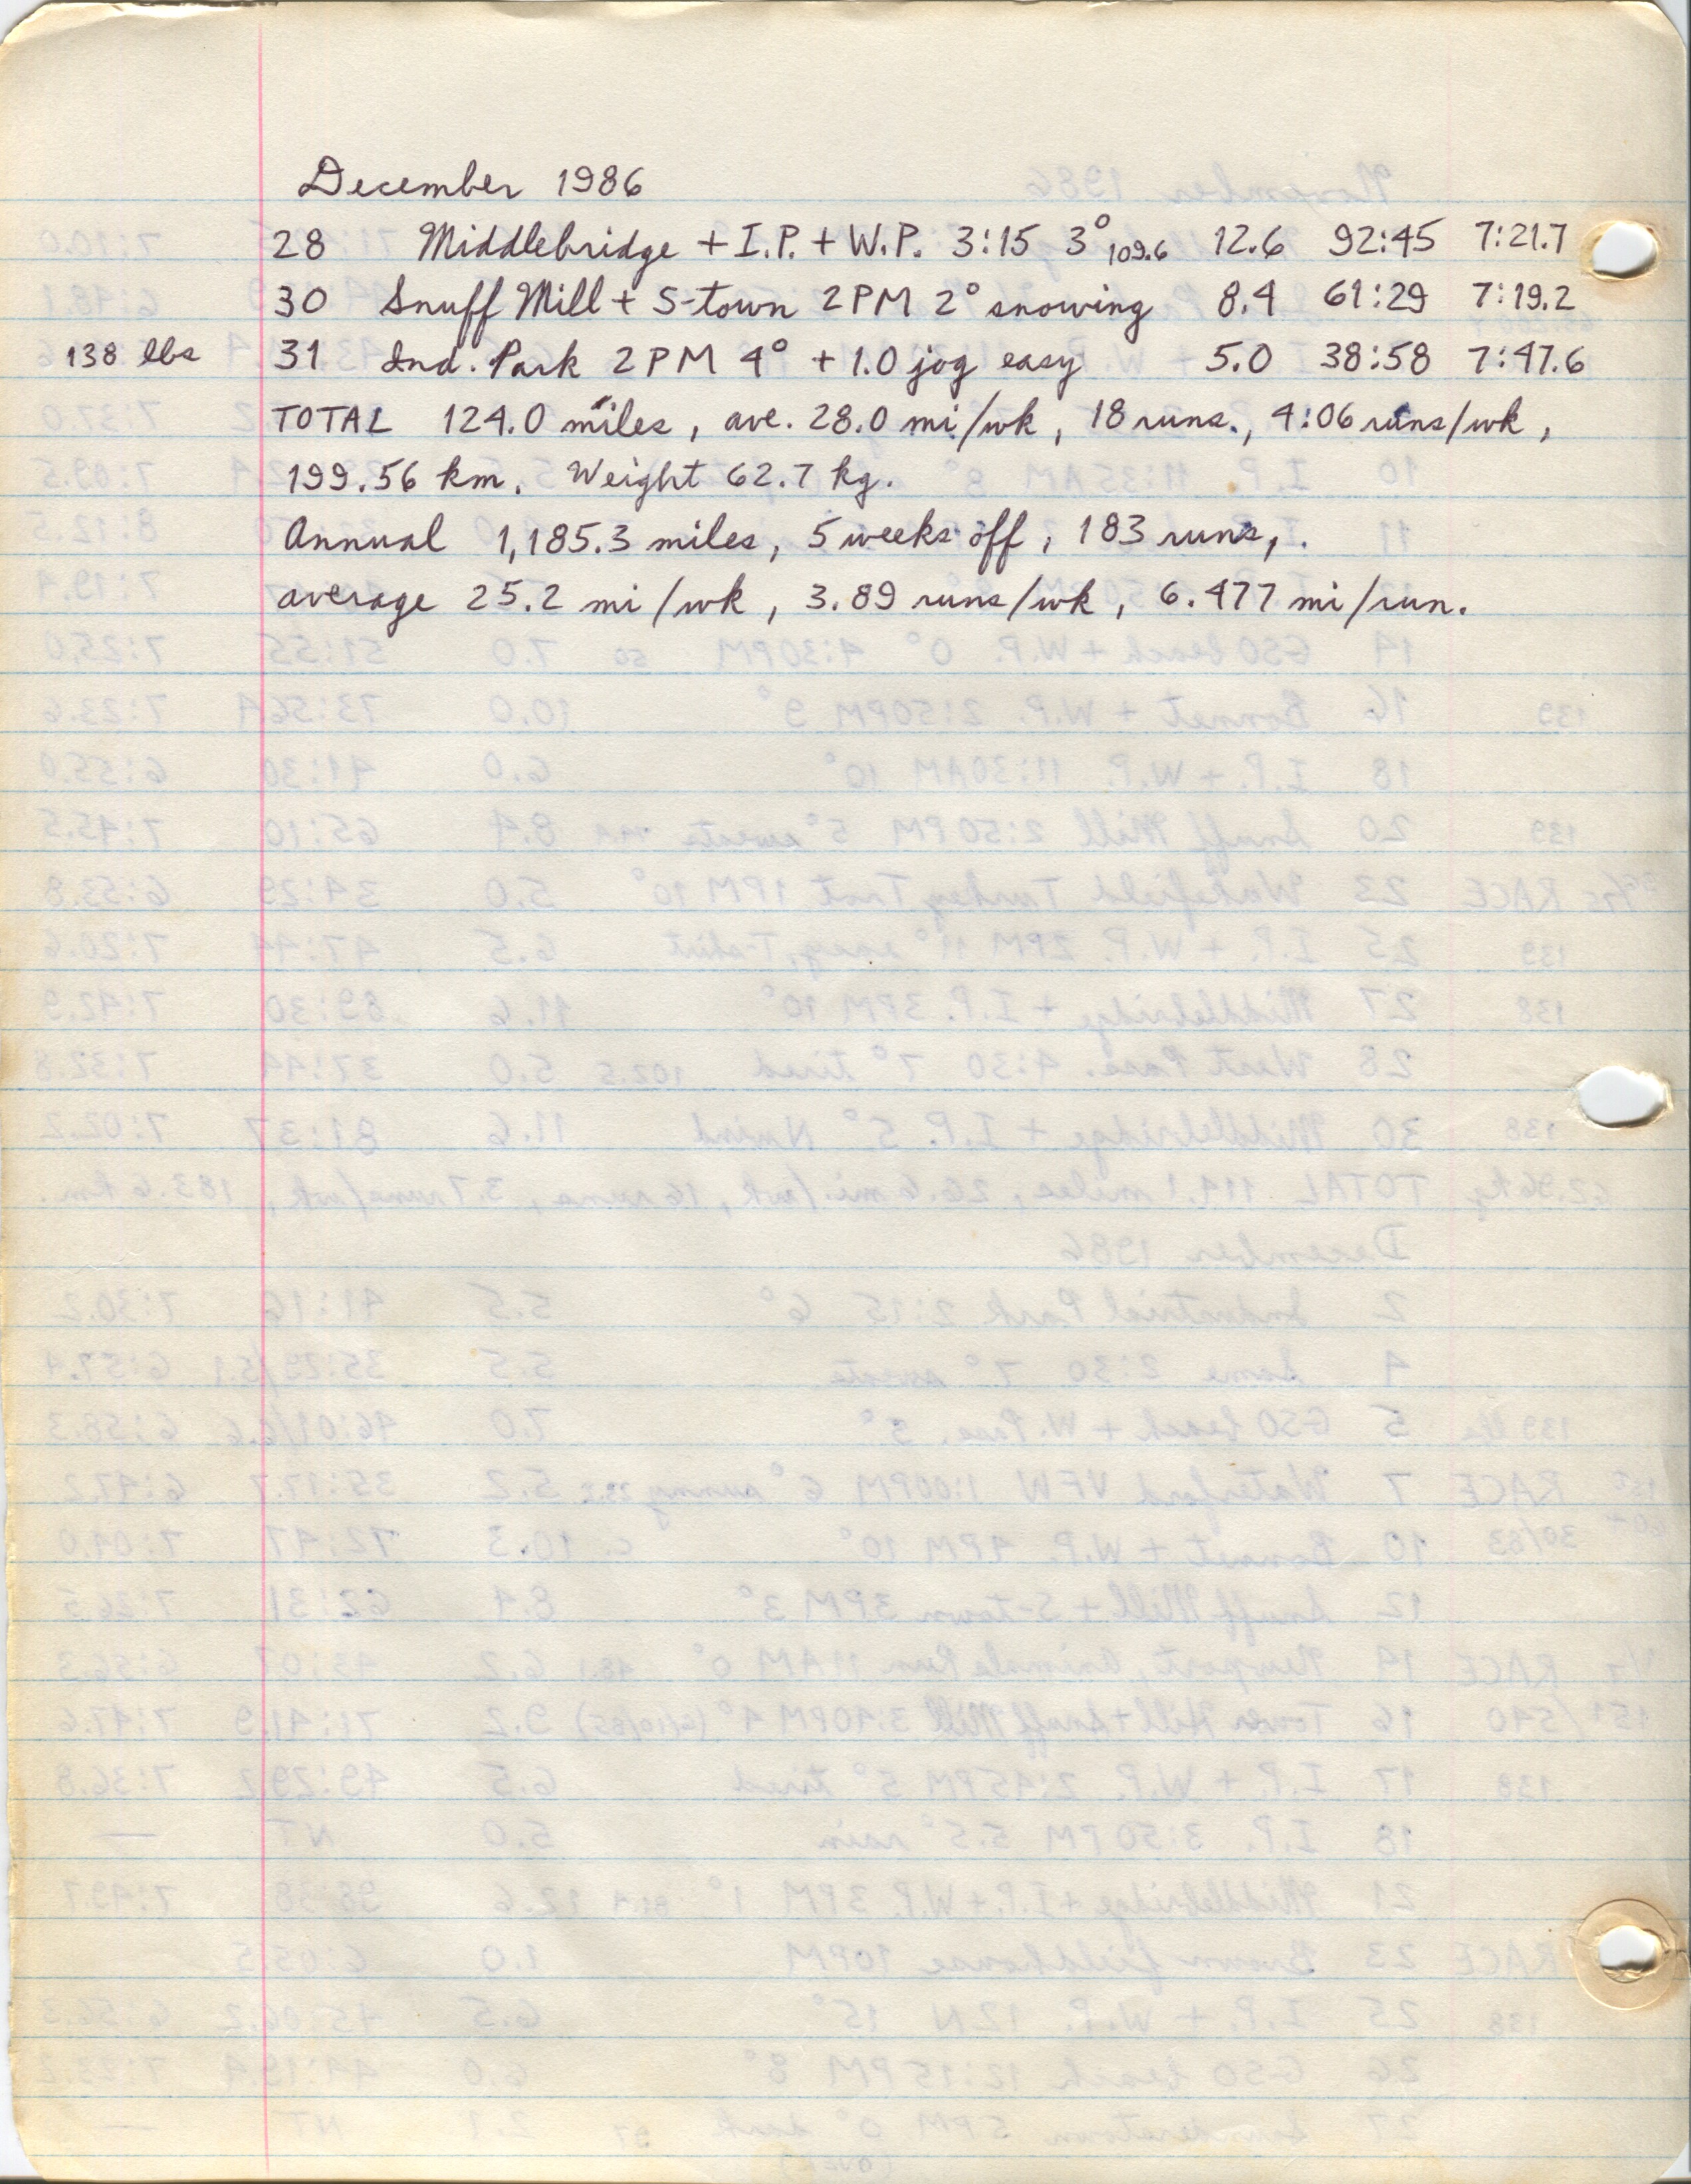 December 1986
28 Middlebridge + I.P. + W.P. 3:15 3° 109.6 12.6 92:45 7:21.7
30 Snuff Mill + S-town 2PM 2° snowing 8.4 61:29 7:19.2
138 lbs 31 Ind. Park 2PM 4° + 1.0 jog easy 5.0 38:58 7:47.6
TOTAL 124.0 miles, ave. 28.0 mi/wk, 18 runs., 4:06 runs/wk,
199.56 km. Weight 62.7 kg.
Annual 1,185.3 miles, 5 weeks off, 183 runs,.
average 25.2 mi/wk, 3.89 runs/wk, 6.477 mi/run.